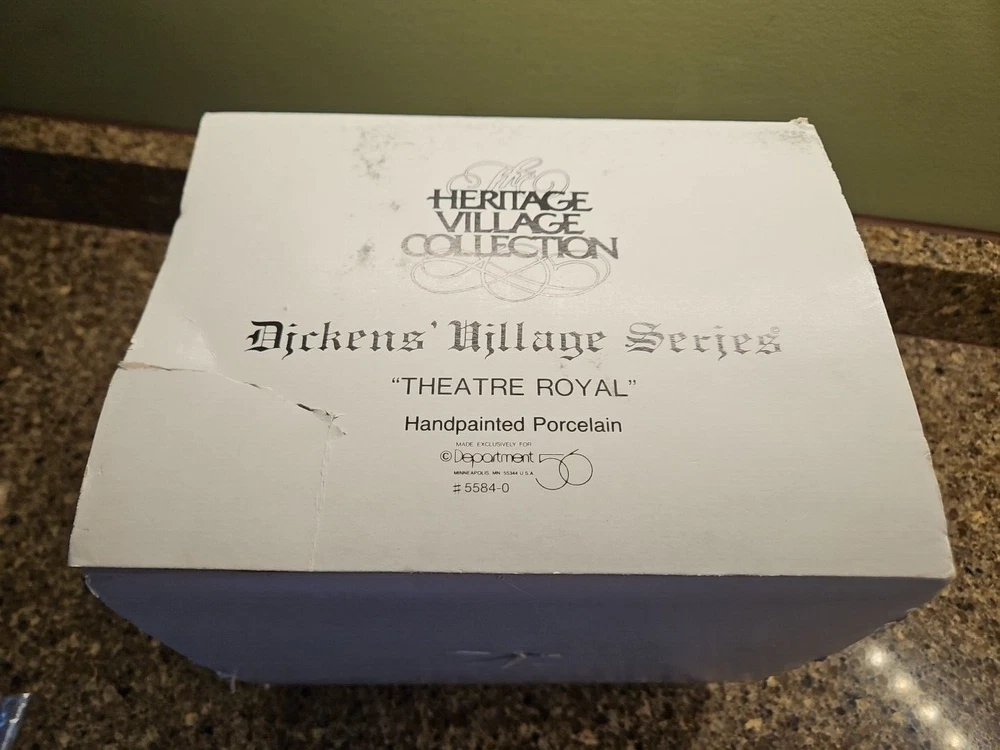 The
HERITAGE
VILLAGE
COLLECTION
Dickens' Village Series®
“THEATRE ROYAL”
Handpainted Porcelain
MADE EXCLUSIVELY FOR
© Department 56
MINNEAPOLIS, MN 55344 U.S.A.
#5584-0